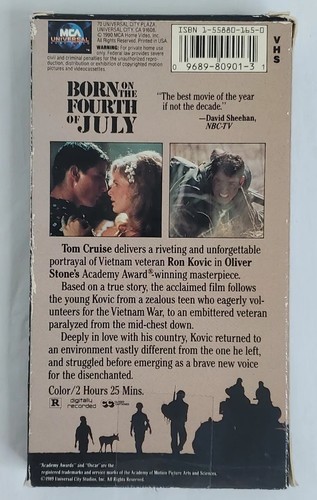 MCA
UNIVERSAL
70 UNIVERSAL CITY PLAZA,
UNIVERSAL CITY, CA 91608.
© 1990 MCA Home Video, Inc.
All Rights Reserved. Printed in USA.
WARNING: For private home use
only. Federal law provides severe
civil and criminal penalties for the unauthorized repro-
duction, distribution or exhibition of copyrighted motion
pictures and videocassettes.
ISBN 1-55880-165-0
0 9689-80901-3 1
VHS
BORN ON
THE
FOURTH
OF JULY
"The best movie of the year
if not the decade."
—David Sheehan,
NBC-TV
Tom Cruise delivers a riveting and unforgettable
portrayal of Vietnam veteran Ron Kovic in Oliver
Stone's Academy Award®-winning masterpiece.
Based on a true story, the acclaimed film follows
the young Kovic from a zealous teen who eagerly vol-
unteers for the Vietnam War, to an embittered veteran
paralyzed from the mid-chest down.
Deeply in love with his country, Kovic returned to
an environment vastly different from the one he left,
and struggled before emerging as a brave new voice
for the disenchanted.
Color/2 Hours 25 Mins.
R digitally
recorded
"Academy Awards" and "Oscar" are the
registered trademarks and service marks of the Academy of Motion Picture Arts and Sciences.
©1989 Universal City Studios, Inc. All Rights Reserved.